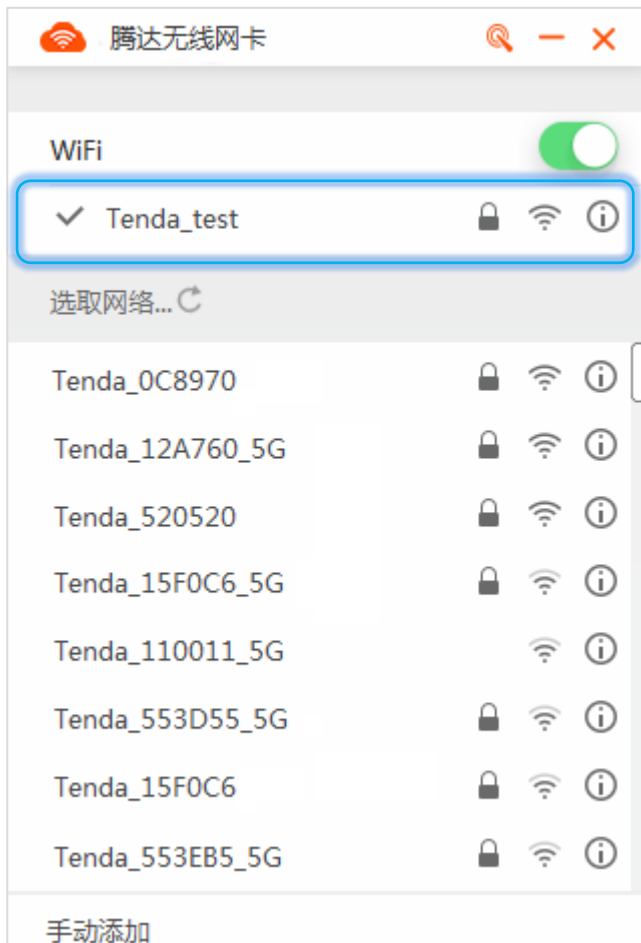 腾达无线网卡
WiFi
Tenda_test
选取网络...
Tenda_0C8970
Tenda_12A760_5G
Tenda_520520
Tenda_15F0C6_5G
Tenda_110011_5G
Tenda_553D55_5G
Tenda_15F0C6
Tenda_553EB5_5G
手动添加